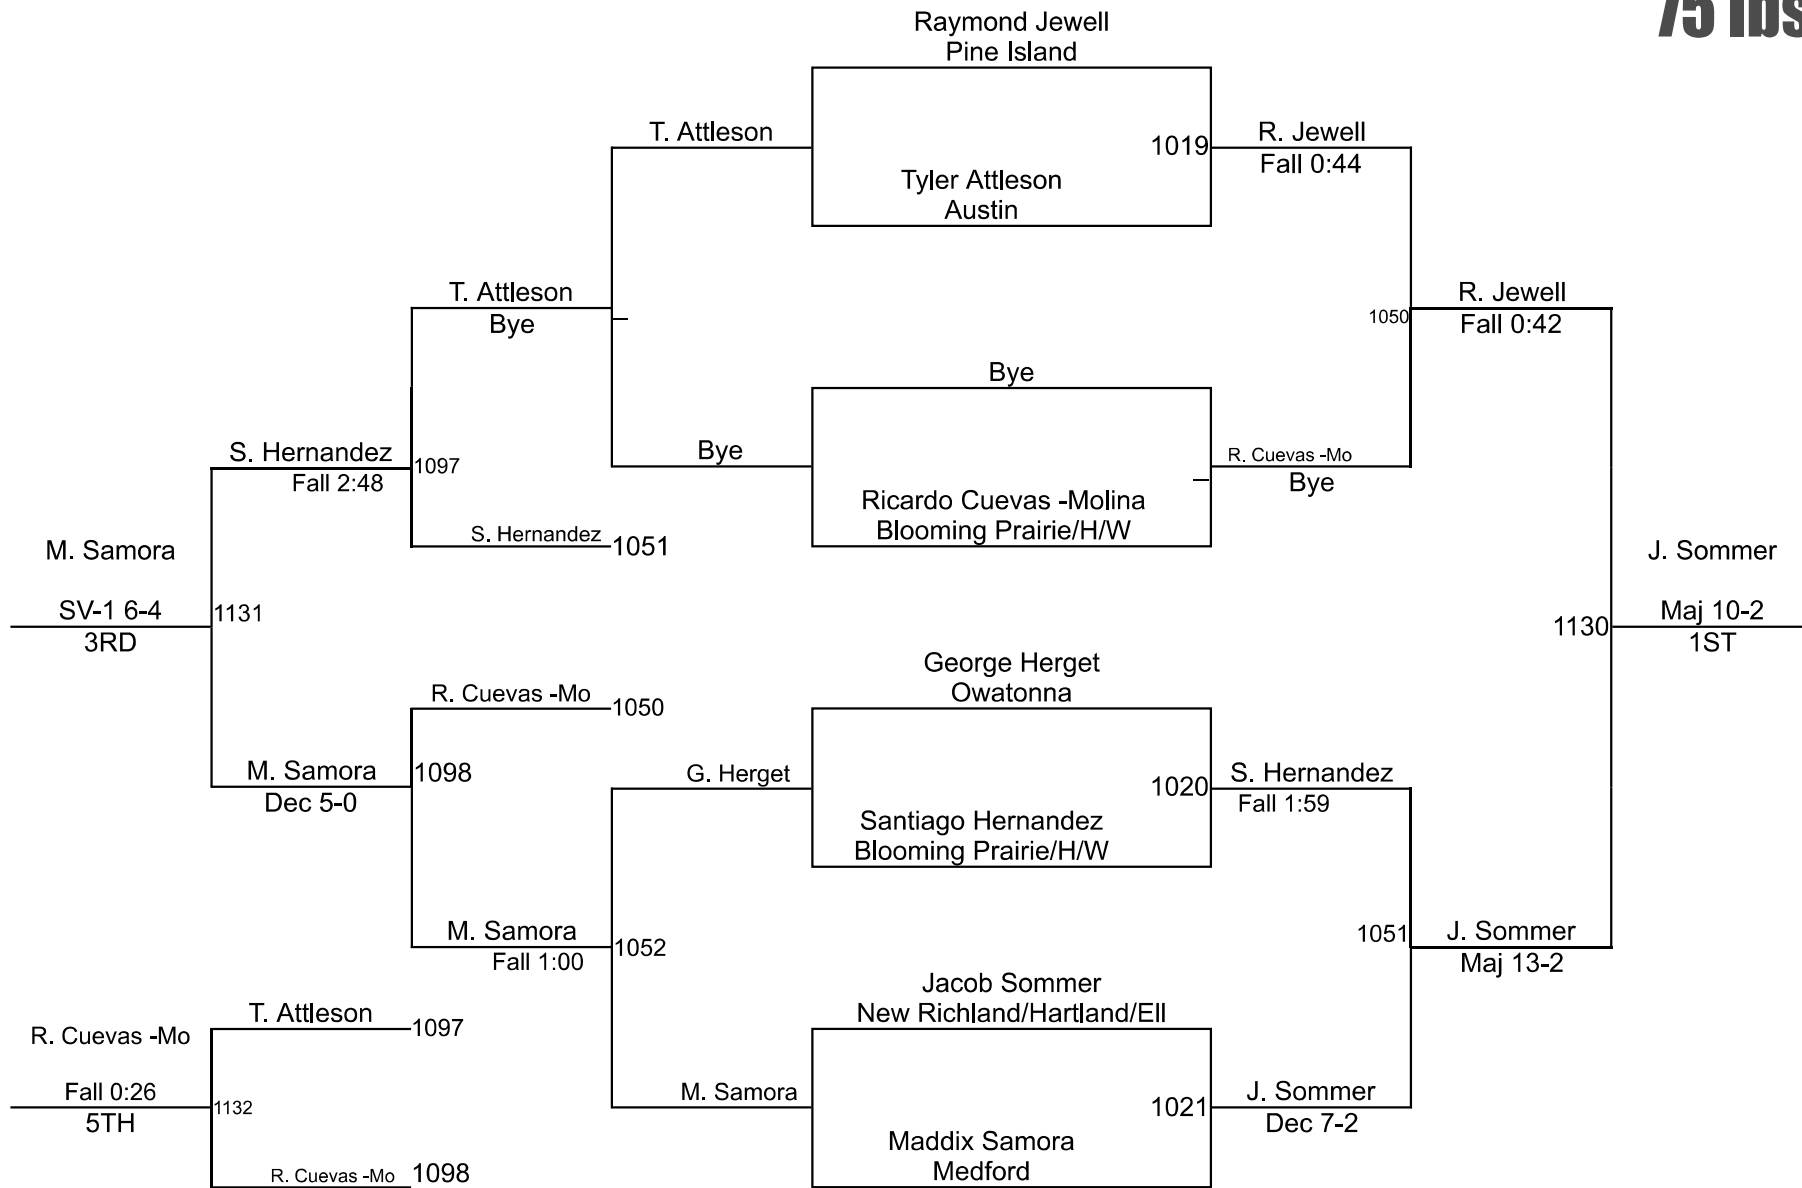 75 lbs
Raymond Jewell
Pine Island
T. Attleson
1019
R. Jewell
Fall 0:44
Tyler Attleson
Austin
T. Attleson
Bye
R. Jewell
1050
Fall 0:42
Bye
S. Hernandez
1097
Fall 2:48
Bye
R. Cuevas -Mo
Bye
Ricardo Cuevas -Molina
Blooming Prairie/H/W
S. Hernandez
1051
M. Samora
SV-1 6-4
1131
3RD
J. Sommer
1130
Maj 10-2
1ST
George Herget
Owatonna
R. Cuevas -Mo
1050
M. Samora
1098
Dec 5-0
G. Herget
1020
S. Hernandez
Fall 1:59
Santiago Hernandez
Blooming Prairie/H/W
M. Samora
1052
Fall 1:00
1051
J. Sommer
Maj 13-2
Jacob Sommer
New Richland/Hartland/Ell
T. Attleson
1097
R. Cuevas -Mo
Fall 0:26
1132
5TH
M. Samora
1021
J. Sommer
Dec 7-2
Maddix Samora
Medford
R. Cuevas -Mo
1098